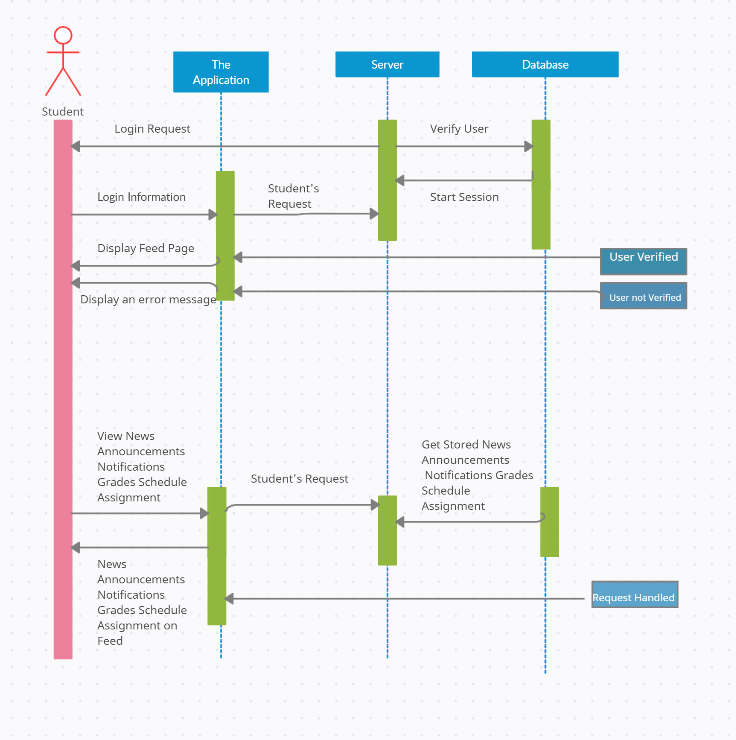 The
Application
Server
Database
Student
Login Request
Verify User
Login Information
Student's
Request
Start Session
Display Feed Page
User Verified
Display an error message
User not Verified
View News
Announcements
Notifications
Grades Schedule
Assignment
Student's Request
Get Stored News
Announcements
Notifications Grades
Schedule
Assignment
News
Announcements
Notifications
Grades Schedule
Assignment on
Feed
Request Handled